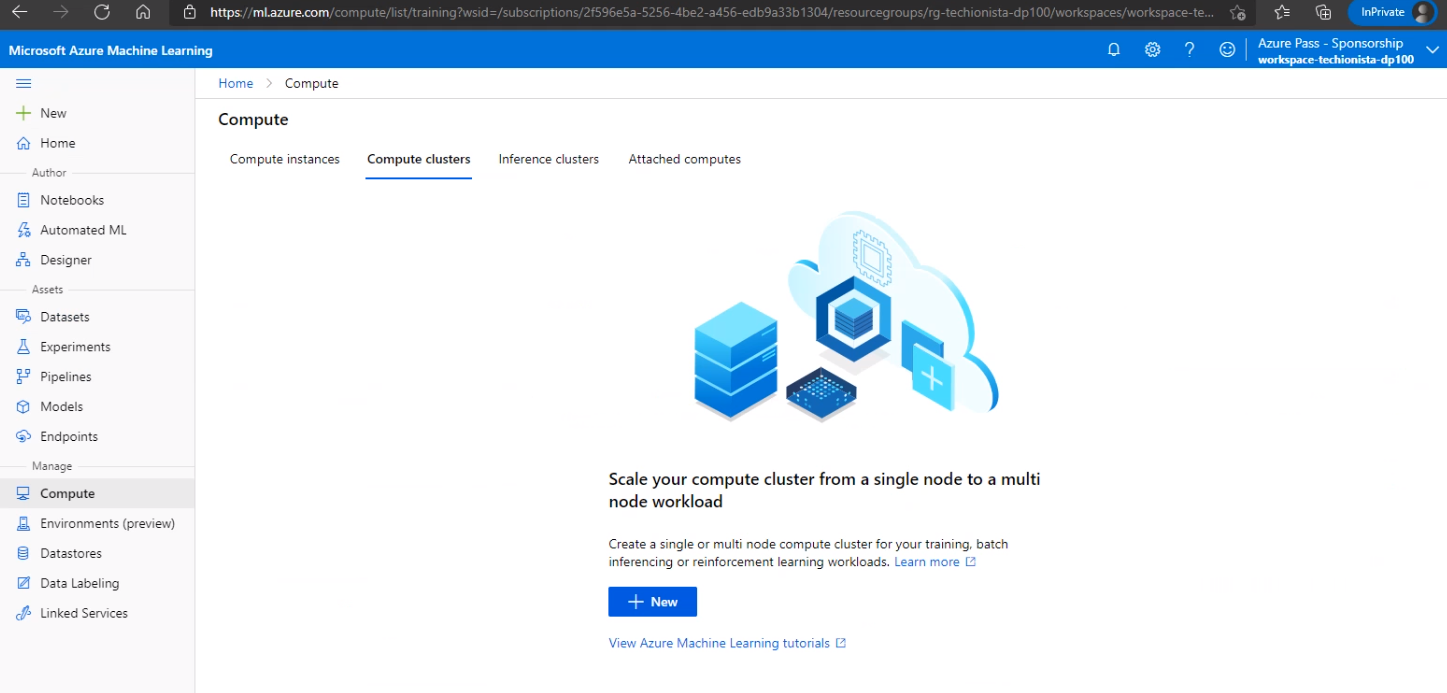 https://ml.azure.com/compute/list/training?wsid=/subscriptions/2f596e5a-5256-4be2-a456-edb9a33b1304/resourcegroups/rg-techionista-dp100/workspaces/workspace-te...
InPrivate
Microsoft Azure Machine Learning
Azure Pass - Sponsorship
workspace-techionista-dp100
New
Home
Author
Notebooks
Automated ML
Designer
Assets
Datasets
Experiments
Pipelines
Models
Endpoints
Manage
Compute
Environments (preview)
Datastores
Data Labeling
Linked Services
Home > Compute
Compute
Compute instances
Compute clusters
Inference clusters
Attached computes
Scale your compute cluster from a single node to a multi
node workload
Create a single or multi node compute cluster for your training, batch
inferencing or reinforcement learning workloads. Learn more
New
View Azure Machine Learning tutorials